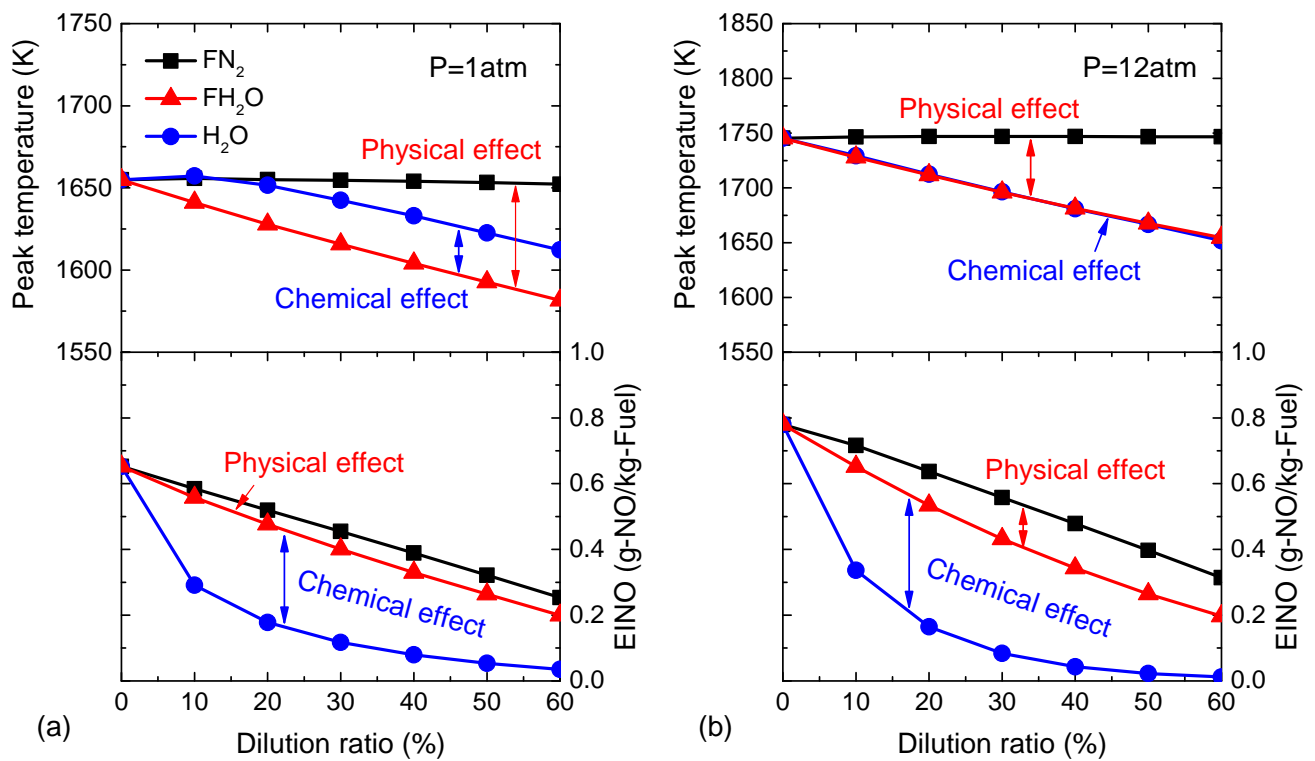 1750
1700
1650
1600
1550
Peak temperature (K)
FN2
FH2O
H2O
P=1atm
Physical effect
Chemical effect
1.0
0.8
0.6
0.4
0.2
0.0
EINO (g-NO/kg-Fuel)
Physical effect
Chemical effect
0 10 20 30 40 50 60
Dilution ratio (%)
(a)
1850
1800
1750
1700
1650
1600
1550
Peak temperature (K)
P=12atm
Physical effect
Chemical effect
1.0
0.8
0.6
0.4
0.2
0.0
EINO (g-NO/kg-Fuel)
Physical effect
Chemical effect
0 10 20 30 40 50 60
Dilution ratio (%)
(b)